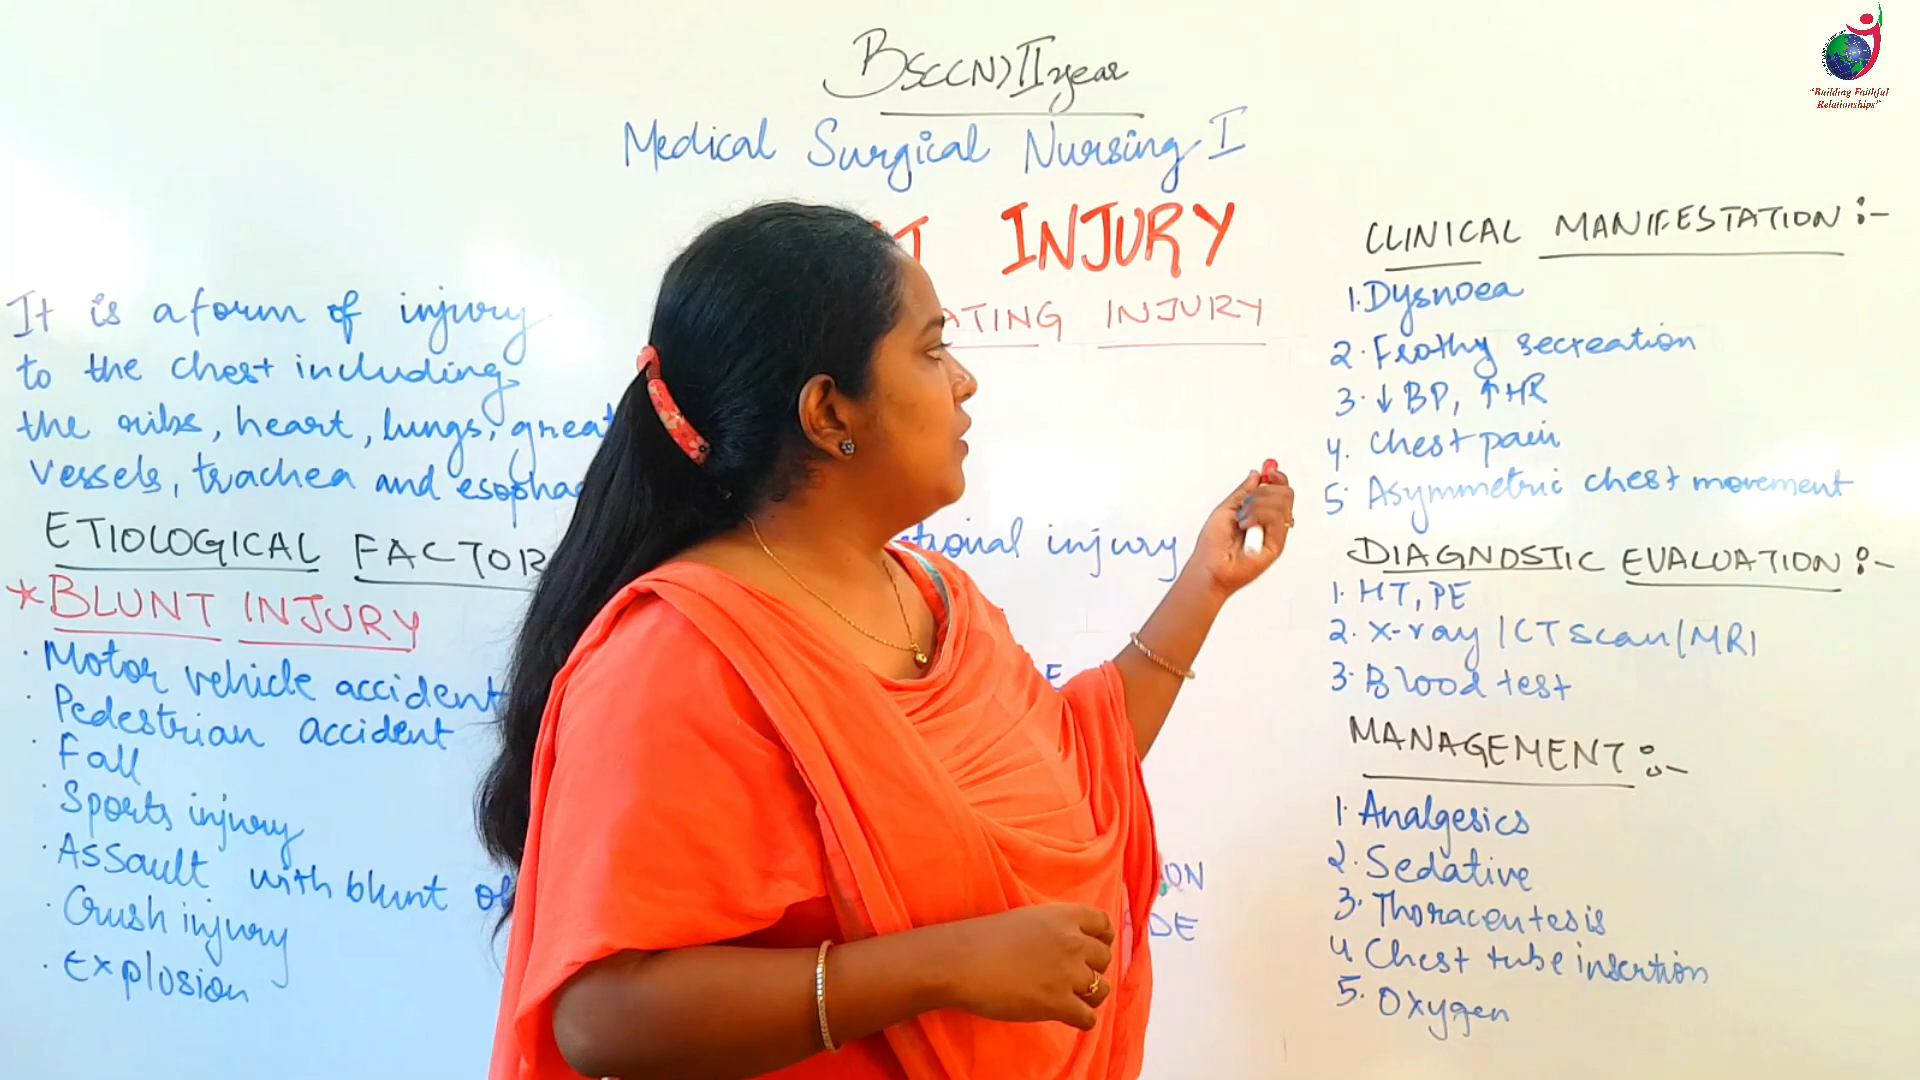 BSC(N) II year
Medical Surgical Nursing I
INJURY
INJURY
It is a form of injury
to the chest including
the ribs, heart, lungs, great
vessels, trachea and
ETIOLOGICAL FACTOR
* BLUNT INJURY
· Motor vehicle accident
· Pedestrian accident
· Fall
· Sports injury
· Assault with blunt
· Crush injury
· Explosion
injury
CLINICAL MANIFESTATION :-
1. Dysnoea
2. Frothy secreation
3. ↓ BP, ↑ HR
4. Chest pain
5. Asymmetric chest movement
DIAGNOSTIC EVALUATION :-
1. HT, PE
2. X-ray / CT scan / MRI
3. Blood test
MANAGEMENT :-
1. Analgesics
2. Sedative
3. Thoracentesis
4. Chest tube insertion
5. Oxygen
"Building Faithful
Relationships"